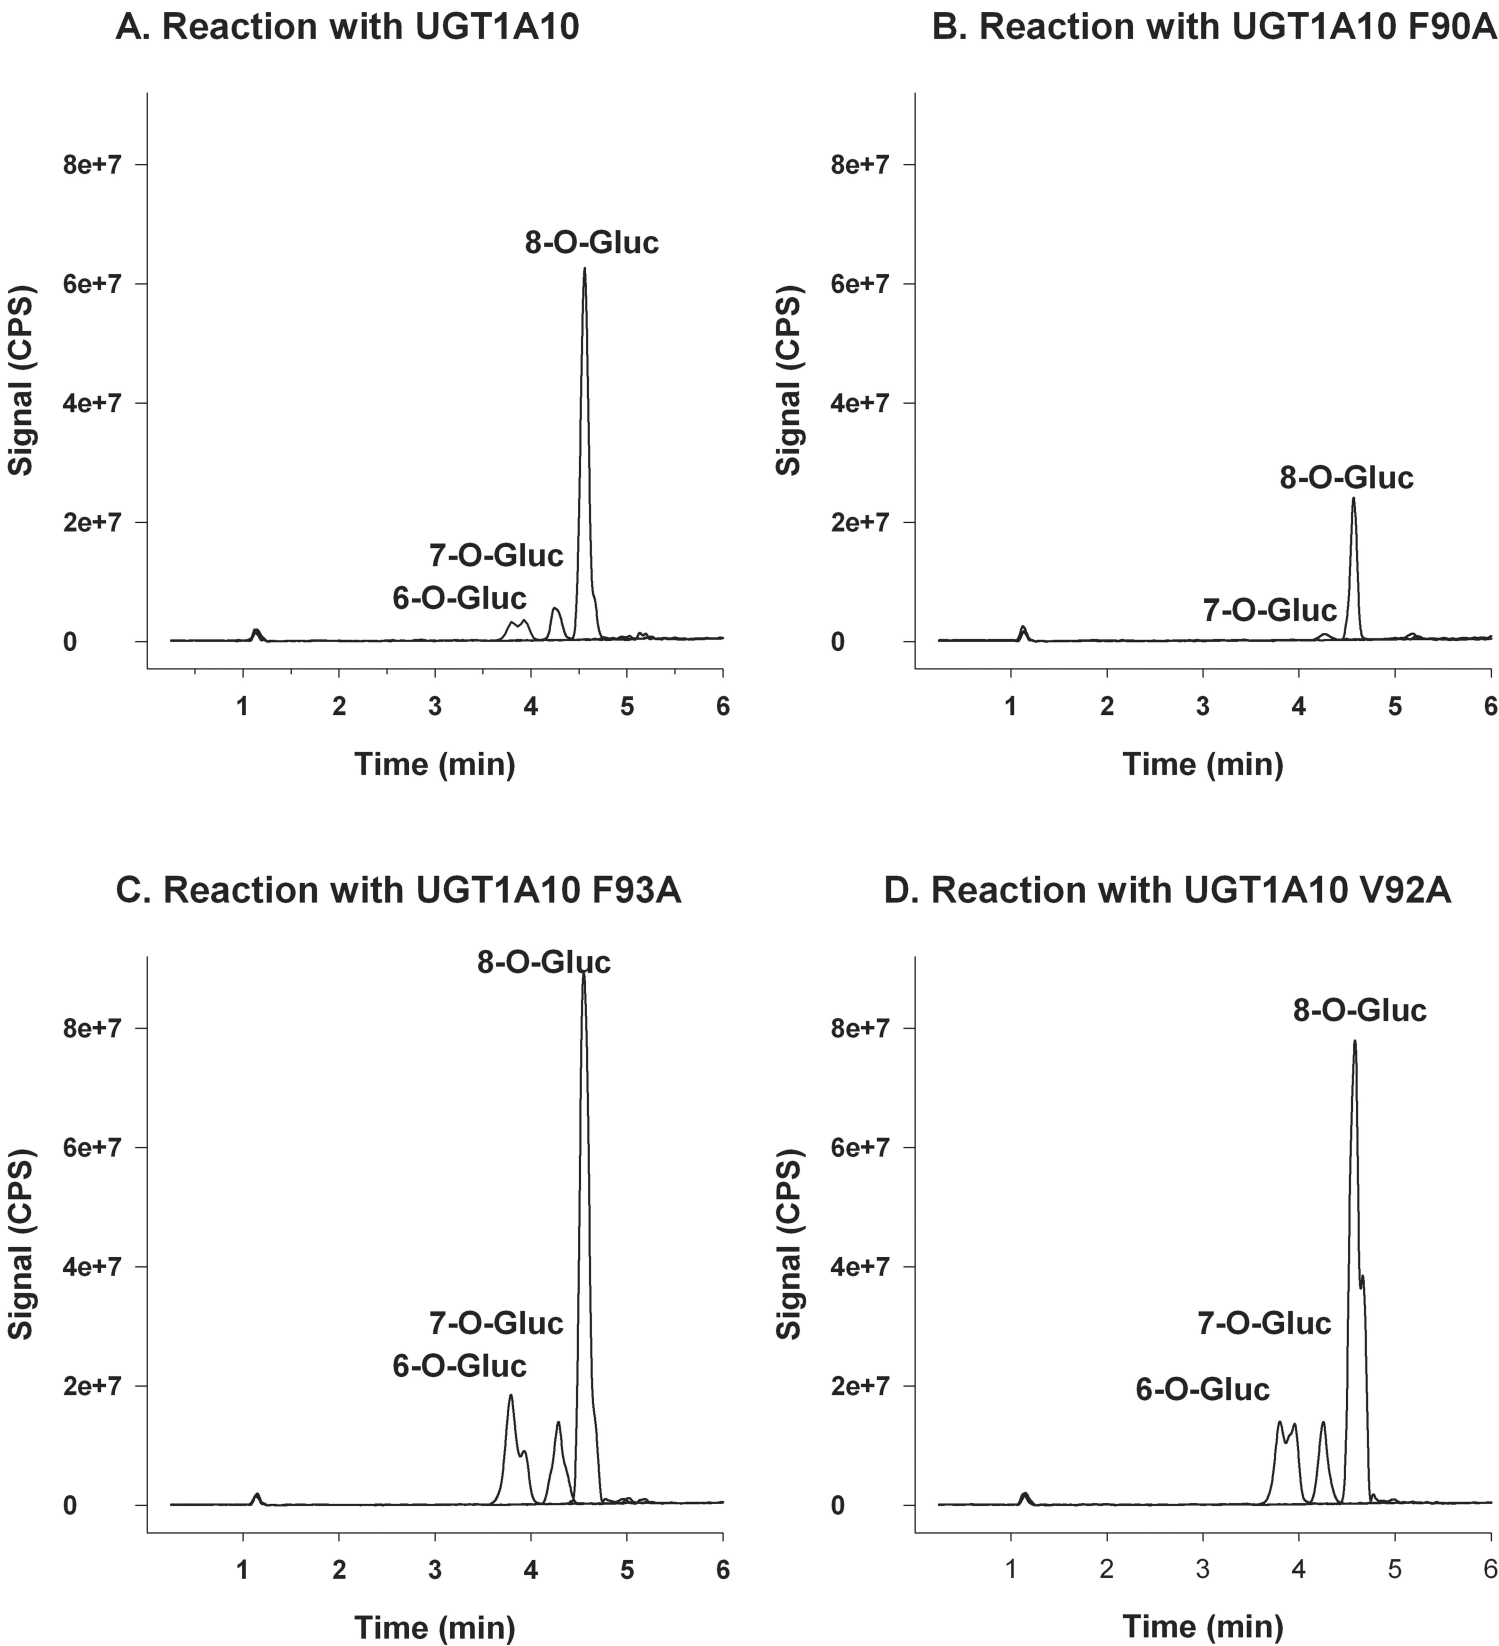 A. Reaction with UGT1A10
8e+7
6e+7
4e+7
2e+7
0
Signal (CPS)
8-O-Gluc
7-O-Gluc
6-O-Gluc
1 2 3 4 5 6
Time (min)
B. Reaction with UGT1A10 F90A
8e+7
6e+7
4e+7
2e+7
0
Signal (CPS)
8-O-Gluc
7-O-Gluc
1 2 3 4 5 6
Time (min)
C. Reaction with UGT1A10 F93A
8e+7
6e+7
4e+7
2e+7
0
Signal (CPS)
8-O-Gluc
7-O-Gluc
6-O-Gluc
1 2 3 4 5 6
Time (min)
D. Reaction with UGT1A10 V92A
8e+7
6e+7
4e+7
2e+7
0
Signal (CPS)
8-O-Gluc
7-O-Gluc
6-O-Gluc
1 2 3 4 5 6
Time (min)